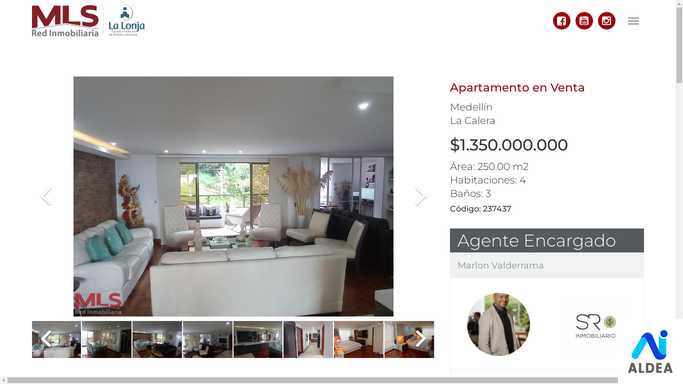 MLS
Red Inmobiliaria
La Lonja
Apartamento en Venta
Medellín
La Calera
$1.350.000.000
Área: 250.00 m2
Habitaciones: 4
Baños: 3
Código: 237437
Agente Encargado
Marlon Valderrama
MLS
Red Inmobiliaria
SR
INMOBILIARIO
ALDEA